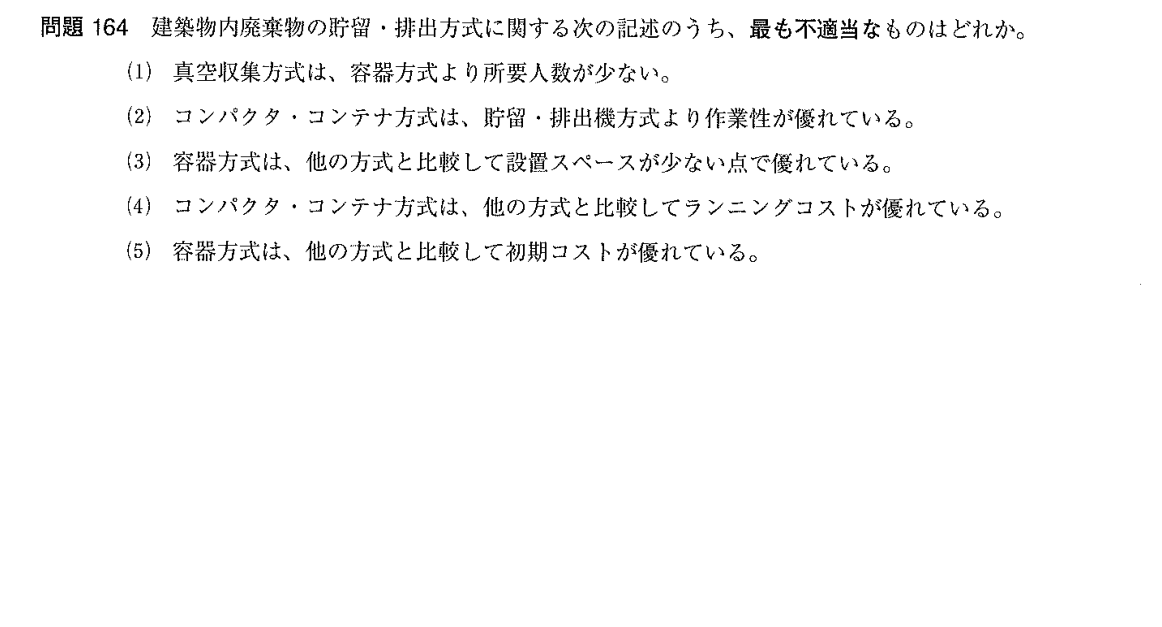 問題 164 建築物内廃棄物の貯留・排出方式に関する次の記述のうち、最も不適当なものはどれか。
(1) 真空収集方式は、容器方式より所要人数が少ない。
(2) コンパクタ・コンテナ方式は、貯留・排出機方式より作業性が優れている。
(3) 容器方式は、他の方式と比較して設置スペースが少ない点で優れている。
(4) コンパクタ・コンテナ方式は、他の方式と比較してランニングコストが優れている。
(5) 容器方式は、他の方式と比較して初期コストが優れている。